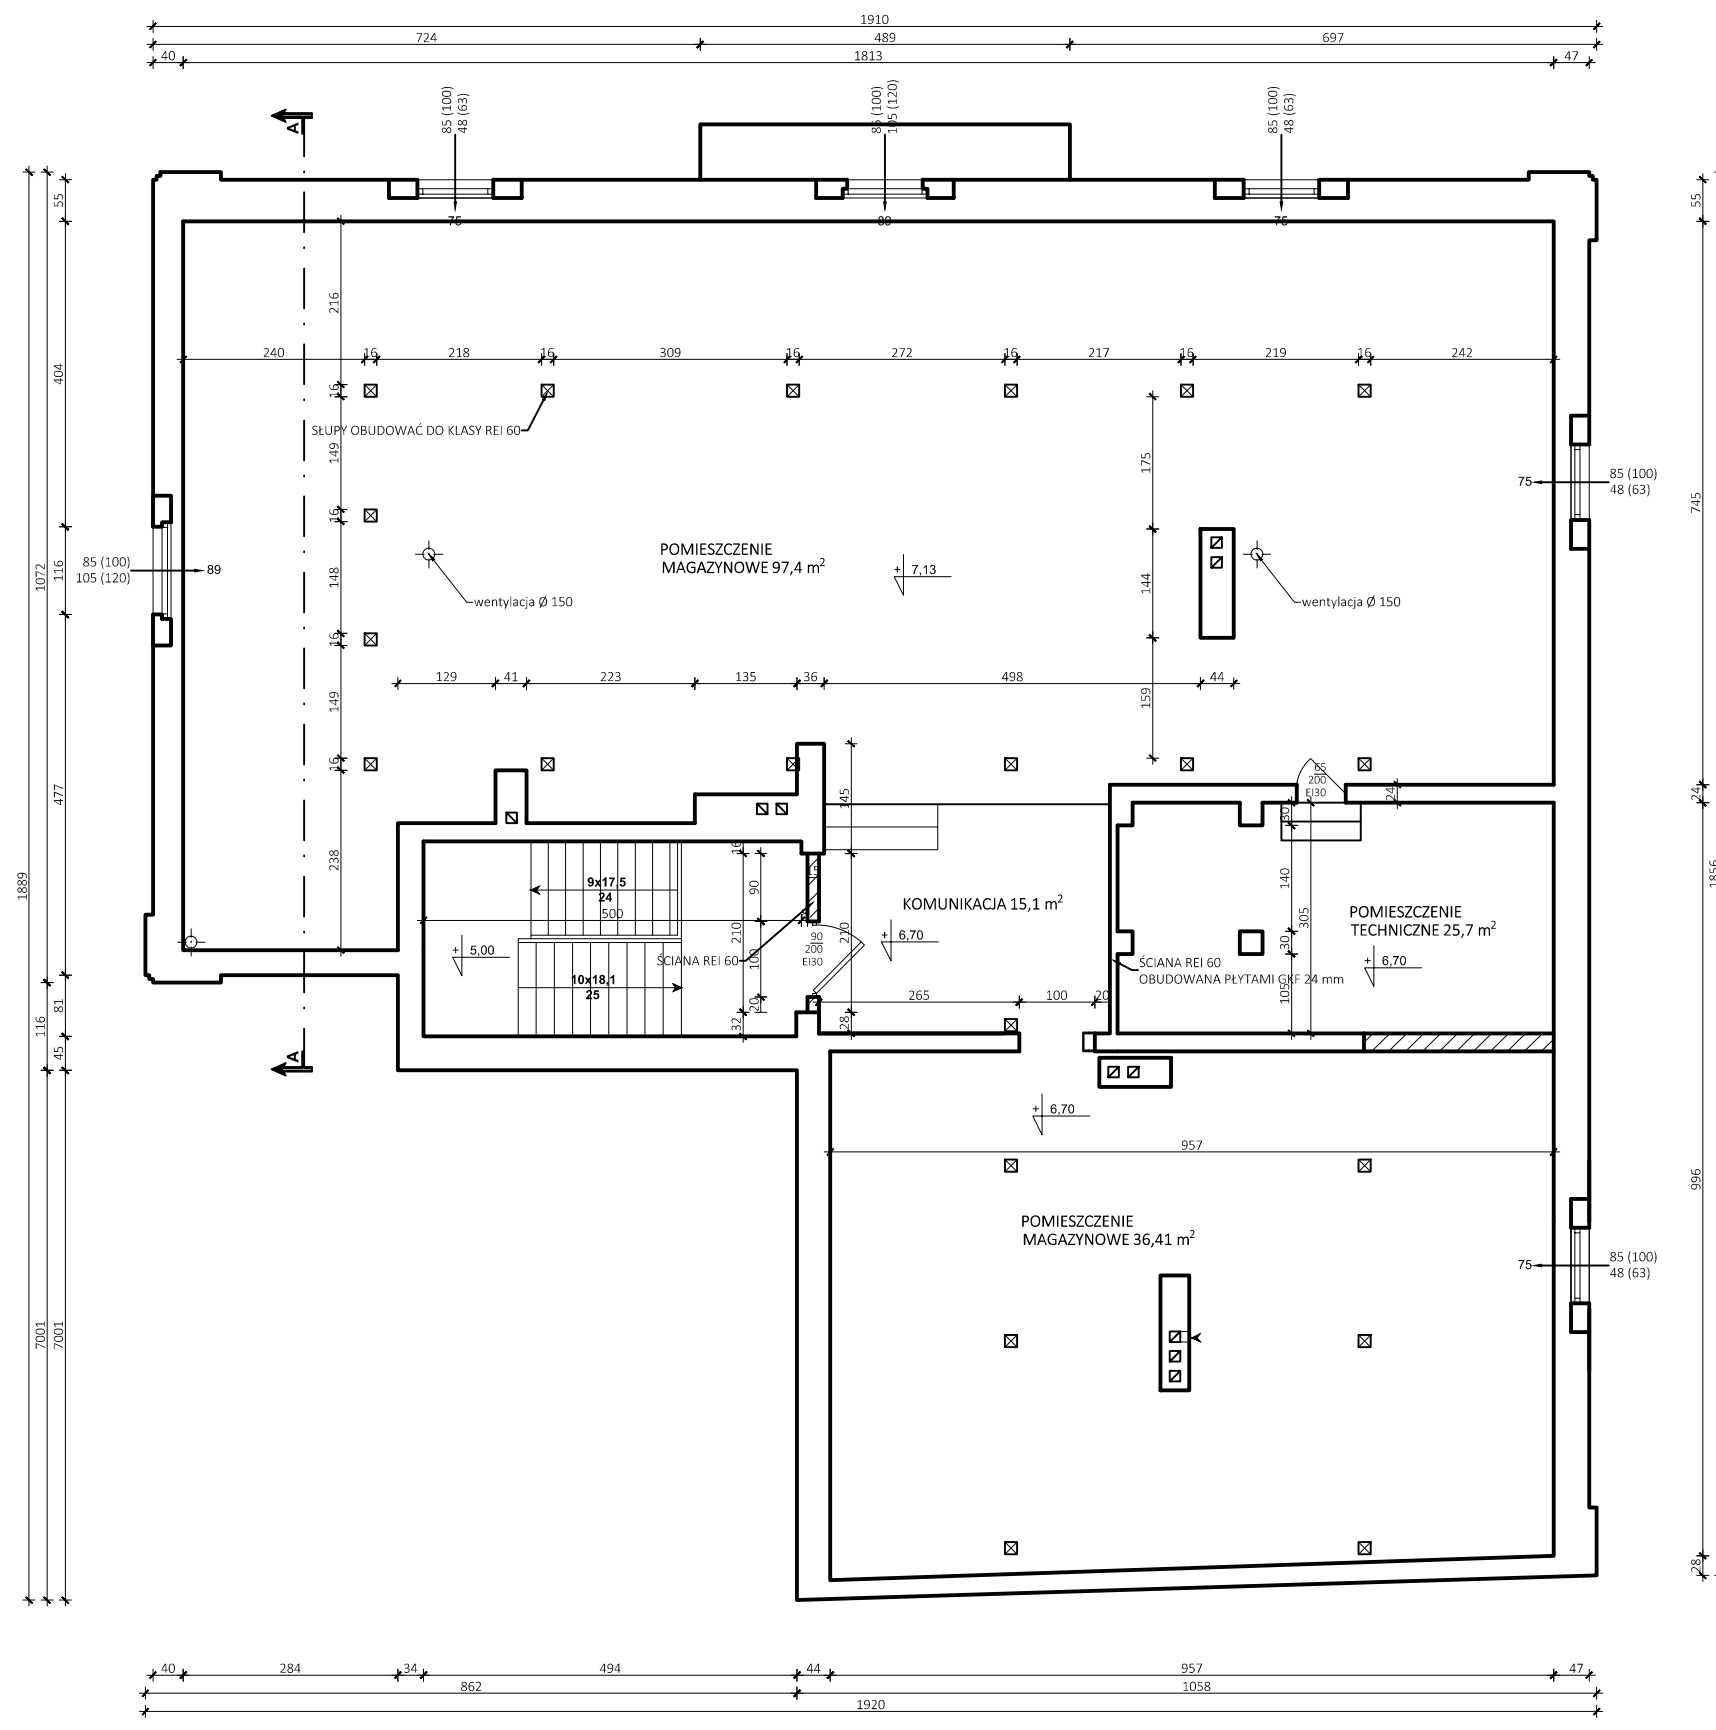 1910
724 489 697
40 1813 47
85 (100)
48 (63)
85 (100)
105 (120)
85 (100)
48 (63)
A
75 89 75
55
404
116
477
81
45
7001
1072
116
7001
1889
55
745
24
996
28
1856
216
16
149
16
148
16
149
16
238
240 16 218 16 309 16 272 16 217 16 219 16 242
SŁUPY OBUDOWAĆ DO KLASY REI 60
175
144
159
75
85 (100)
48 (63)
85 (100)
105 (120)
89
POMIESZCZENIE
MAGAZYNOWE 97,4 m²
+ 7,13
wentylacja Ø 150
wentylacja Ø 150
129 41 223 135 36 498 44
65
200
EI30
24
145
210
28
30
140
30
105
305
16
210
32
90
100
20
9x17,5
24
500
KOMUNIKACJA 15,1 m²
POMIESZCZENIE
TECHNICZNE 25,7 m²
+ 5,00
90
200
EI30
+ 6,70
+ 6,70
ŚCIANA REI 60
ŚCIANA REI 60
OBUDOWANA PŁYTAMI GKF 24 mm
10x18,1
25
265 100 20
A
+ 6,70
957
POMIESZCZENIE
MAGAZYNOWE 36,41 m²
75
85 (100)
48 (63)
40 284 34 494 44 957 47
862 1058
1920